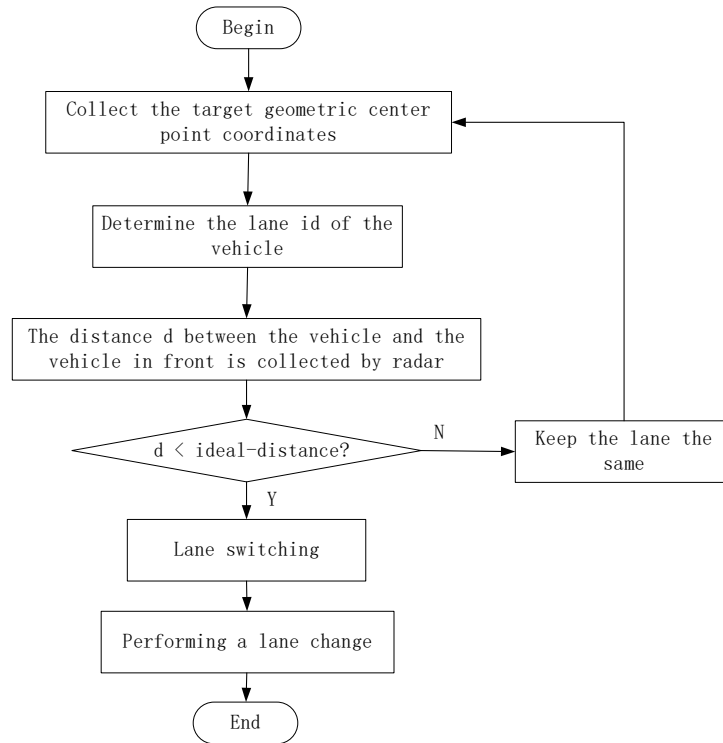 Begin
Collect the target geometric center
point coordinates
Determine the lane id of the
vehicle
The distance d between the vehicle and the
vehicle in front is collected by radar
d < ideal-distance?
N
Keep the lane the
same
Y
Lane switching
Performing a lane change
End